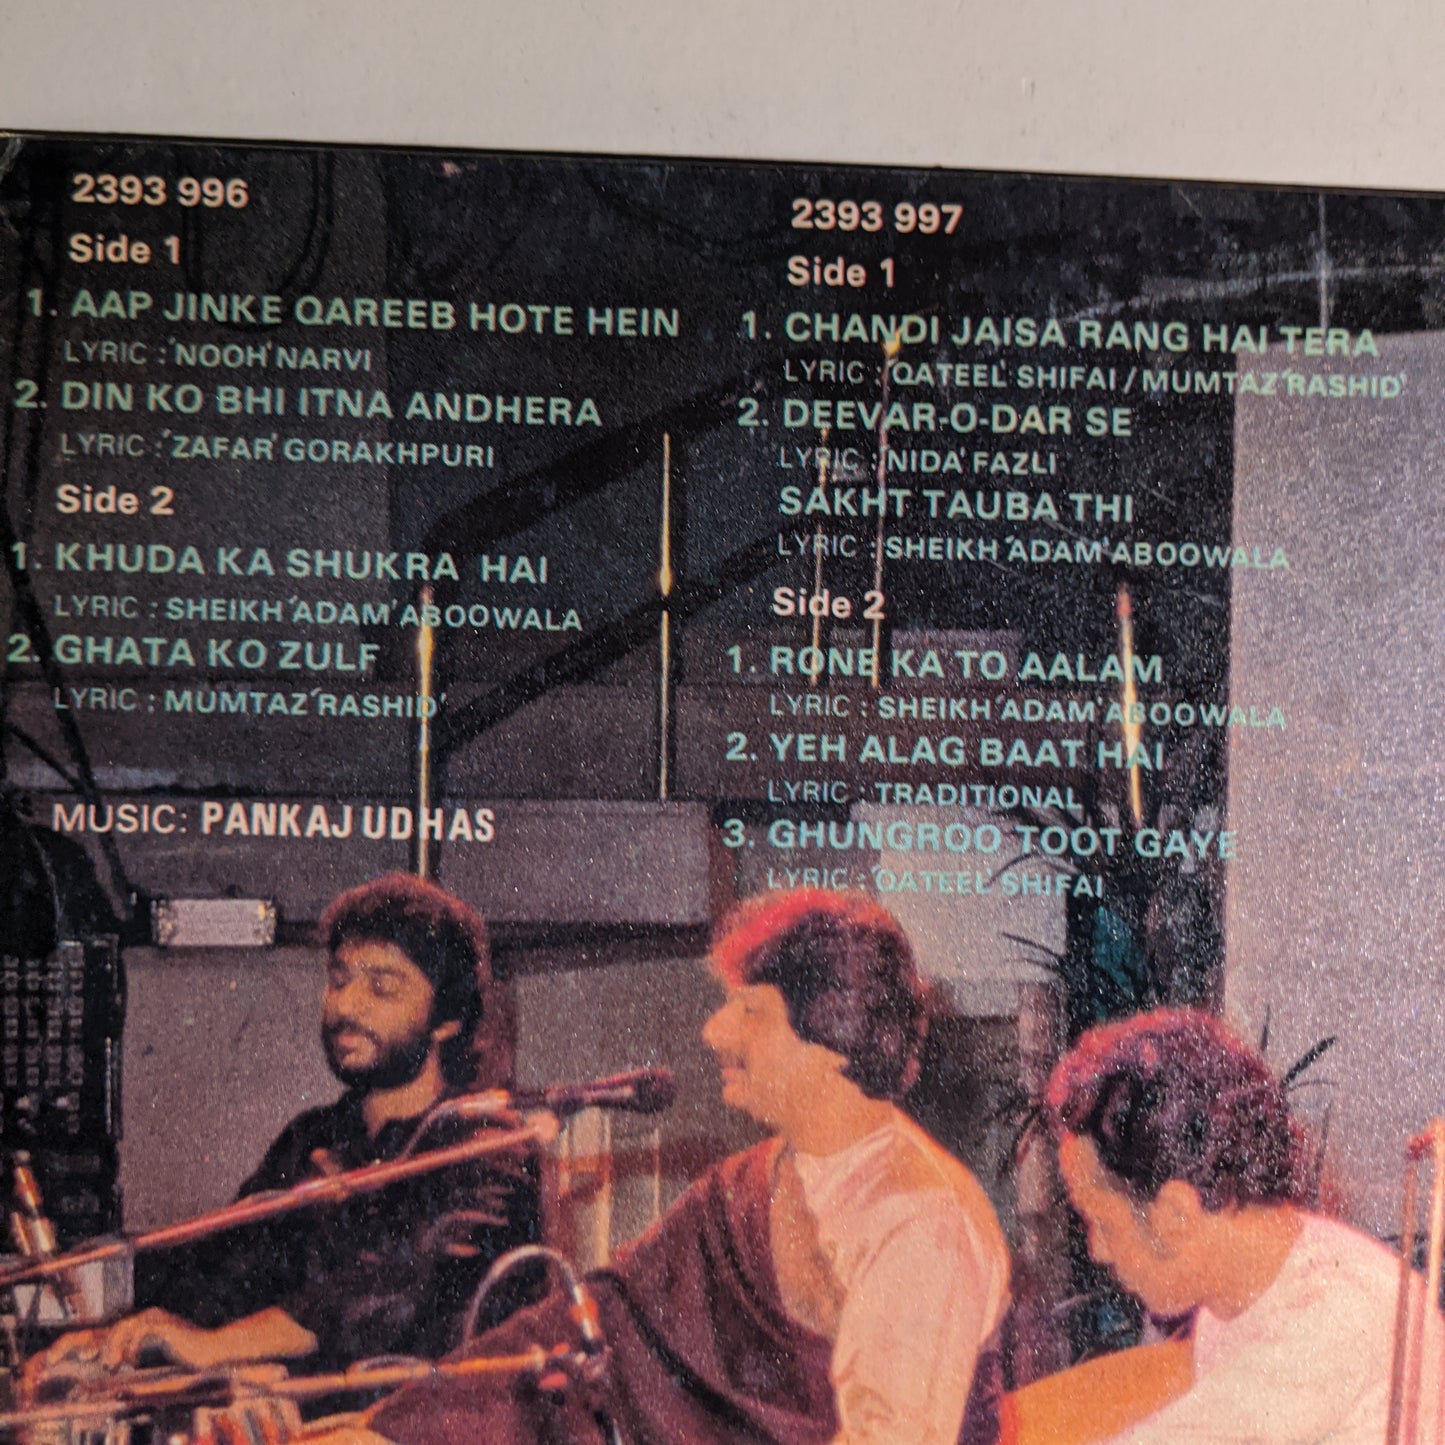 2393 996
Side 1
1. AAP JINKE QAREEB HOTE HEIN
LYRIC : 'NOOH' NARVI
2. DIN KO BHI ITNA ANDHERA
LYRIC : 'ZAFAR' GORAKHPURI
Side 2
1. KHUDA KA SHUKRA HAI
LYRIC : SHEIKH 'ADAM' ABOOWALA
2. GHATA KO ZULF
LYRIC : MUMTAZ 'RASHID'
MUSIC: PANKAJ UDHAS
2393 997
Side 1
1. CHANDI JAISA RANG HAI TERA
LYRIC : 'QATEEL' SHIFAI / MUMTAZ 'RASHID'
2. DEEVAR-O-DAR SE
LYRIC : 'NIDA' FAZLI
SAKHT TAUBA THI
LYRIC : SHEIKH 'ADAM' ABOOWALA
Side 2
1. RONE KA TO AALAM
LYRIC : SHEIKH 'ADAM' ABOOWALA
2. YEH ALAG BAAT HAI
LYRIC : TRADITIONAL
3. GHUNGROO TOOT GAYE
LYRIC : 'QATEEL' SHIFAI